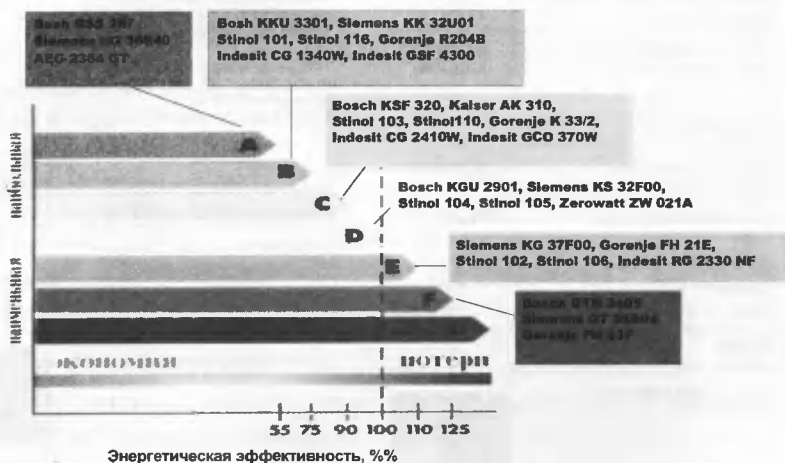 Bosh GSS
Siemens
AEG 2364 GT
Bosh KKU 3301, Siemens KK 32U01
Stinol 101, Stinol 116, Gorenje R204B
Indesit CG 1340W, Indesit GSF 4300
Bosch KSF 320, Kaiser AK 310,
Stinol 103, Stinol110, Gorenje K 33/2,
Indesit CG 2410W, Indesit GCO 370W
Bosch KGU 2901, Siemens KS 32F00,
Stinol 104, Stinol 105, Zerowatt ZW 021A
Siemens KG 37F00, Gorenje FH 21E,
Stinol 102, Stinol 106, Indesit RG 2330 NF
Bosch
Siemens
Gorenje
A
B
C
D
E
F
экономия
потери
55 75 90 100 110 125
Энергетическая эффективность, %%